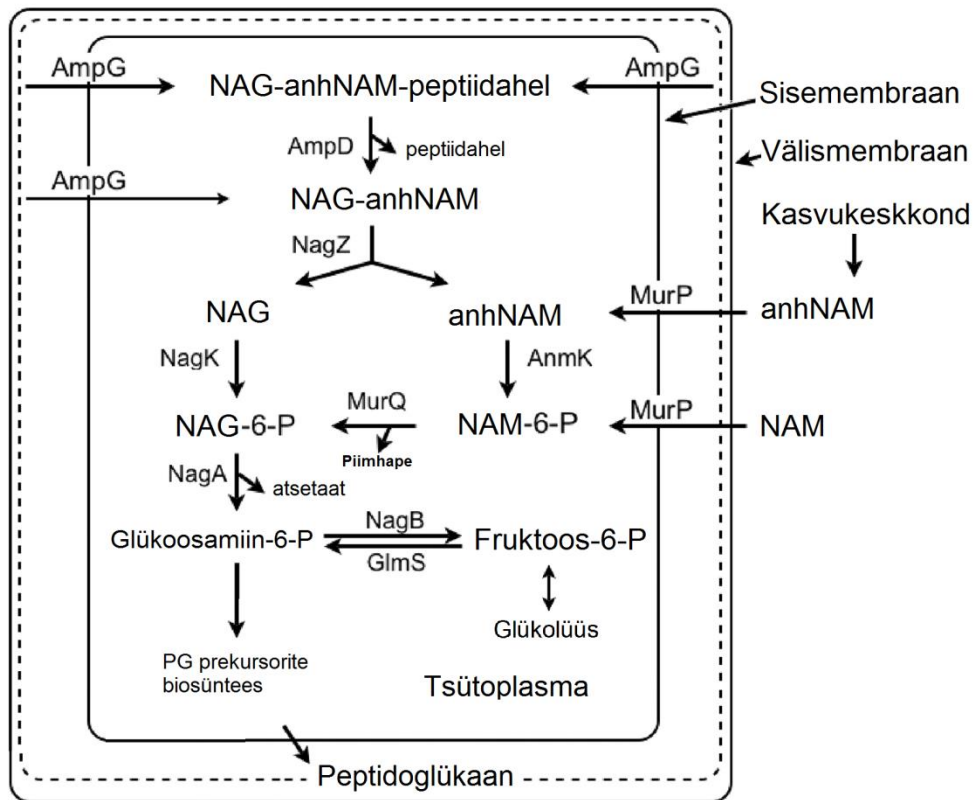 AmpG
NAG-anhNAM-peptiidahel
AmpG
Sisemembraan
AmpD
peptiidahel
Välismembraan
AmpG
NAG-anhNAM
Kasvukeskkond
NagZ
NAG
anhNAM
MurP
anhNAM
NagK
AnmK
NAG-6-P
MurQ
Piimhape
NAM-6-P
MurP
NAM
NagA
atsetaat
Glükoosamiin-6-P
NagB
GlmS
Fruktoos-6-P
Glükolüüs
PG prekursorite
biosüntees
Tsütoplasma
Peptidoglükaan